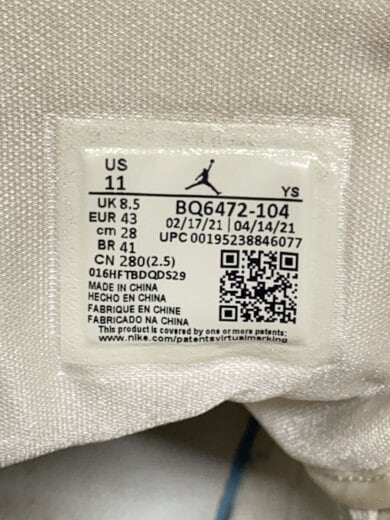 US
11
YS
UK 8.5
EUR 43
cm 28
BR 41
CN 280(2.5)
BQ6472-104
02/17/21 | 04/14/21
UPC 00195238846077
016HFTBDQDS29
MADE IN CHINA
HECHO EN CHINA
FABRIQUE EN CHINE
FABRICADO NA CHINA
This product is covered by one or more patents:
www.nike.com/patentsvirtualmarking